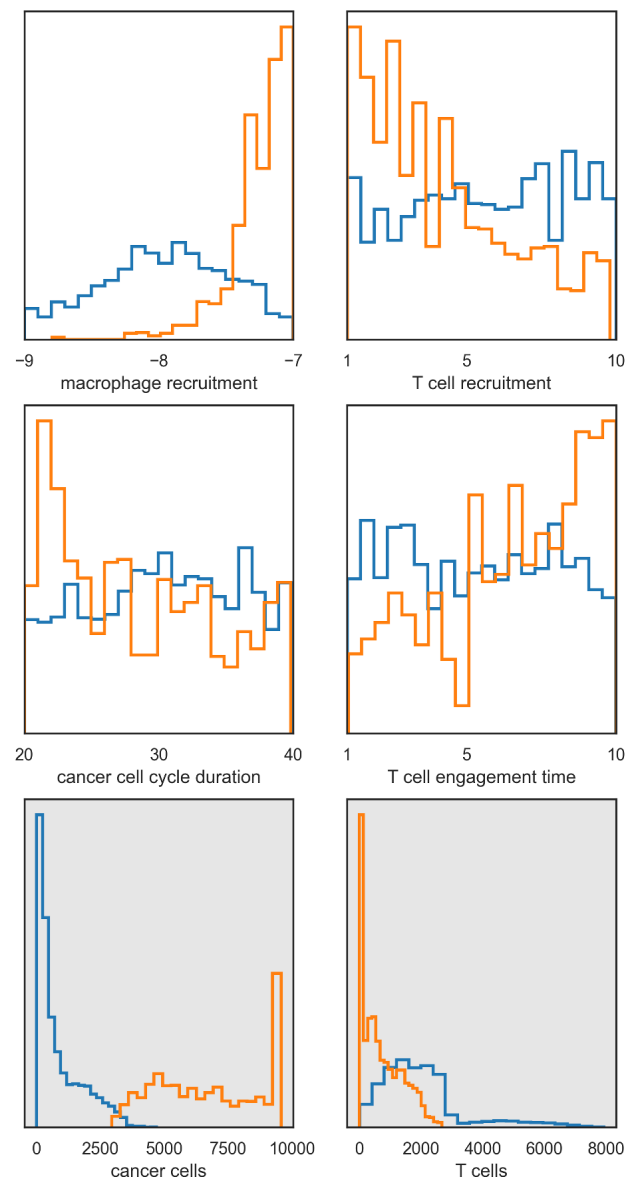 −9 −8 −7
macrophage recruitment
1 5 10
T cell recruitment
20 30 40
cancer cell cycle duration
1 5 10
T cell engagement time
0 2500 5000 7500 10000
cancer cells
0 2000 4000 6000 8000
T cells